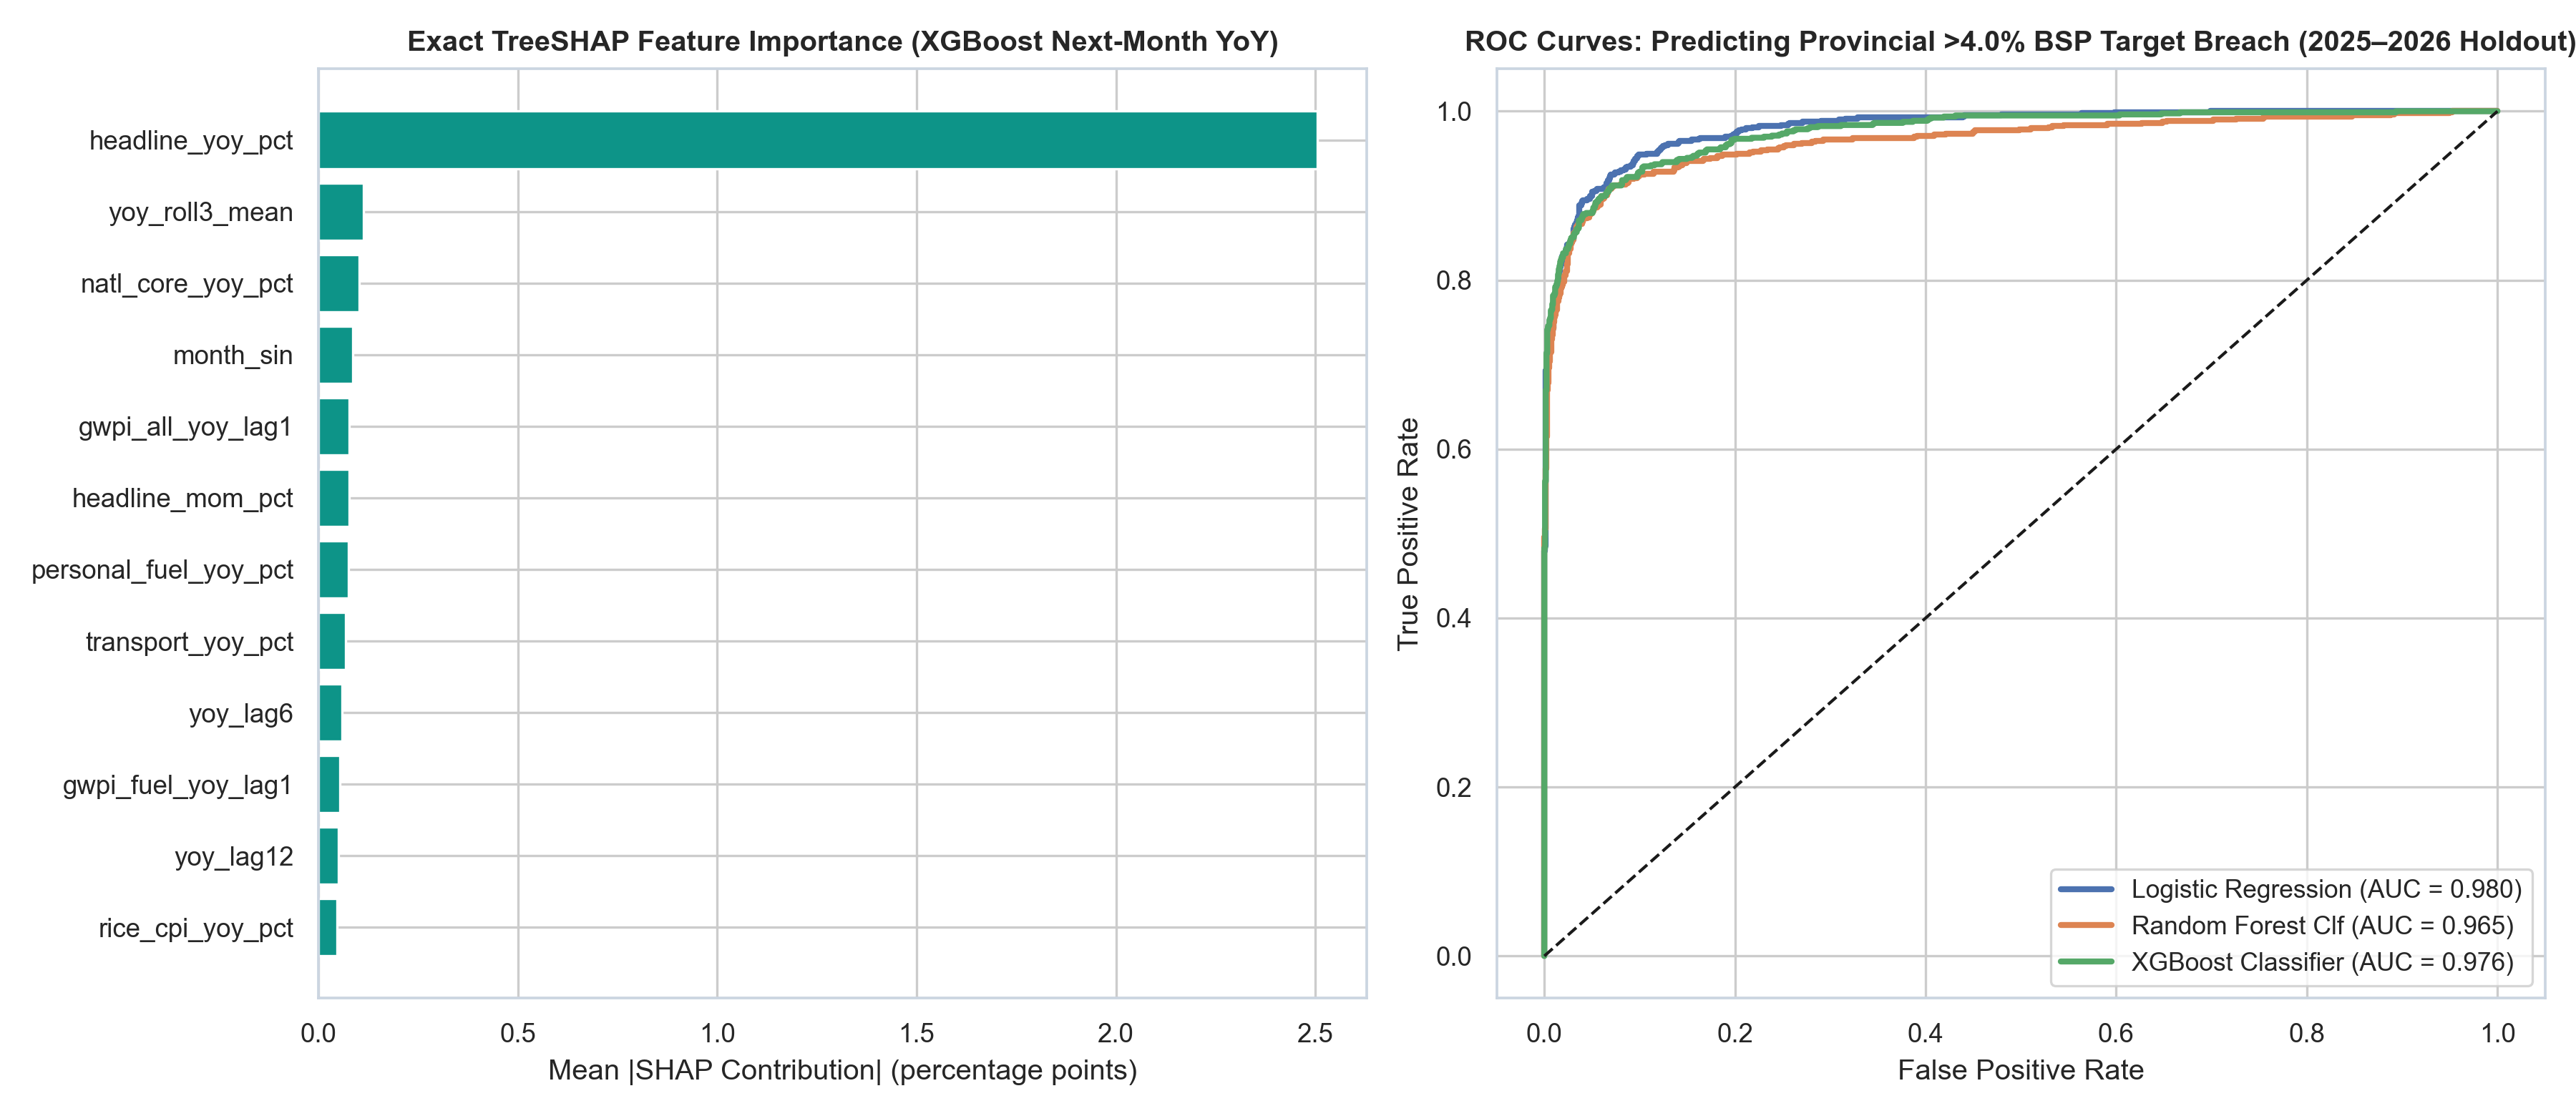 Exact TreeSHAP Feature Importance (XGBoost Next-Month YoY)
headline_yoy_pct
yoy_roll3_mean
natl_core_yoy_pct
month_sin
gwpi_all_yoy_lag1
headline_mom_pct
personal_fuel_yoy_pct
transport_yoy_pct
yoy_lag6
gwpi_fuel_yoy_lag1
yoy_lag12
rice_cpi_yoy_pct
0.0 0.5 1.0 1.5 2.0 2.5
Mean |SHAP Contribution| (percentage points)
ROC Curves: Predicting Provincial >4.0% BSP Target Breach (2025–2026 Holdout)
True Positive Rate
1.0
0.8
0.6
0.4
0.2
0.0
Logistic Regression (AUC = 0.980)
Random Forest Clf (AUC = 0.965)
XGBoost Classifier (AUC = 0.976)
0.0 0.2 0.4 0.6 0.8 1.0
False Positive Rate